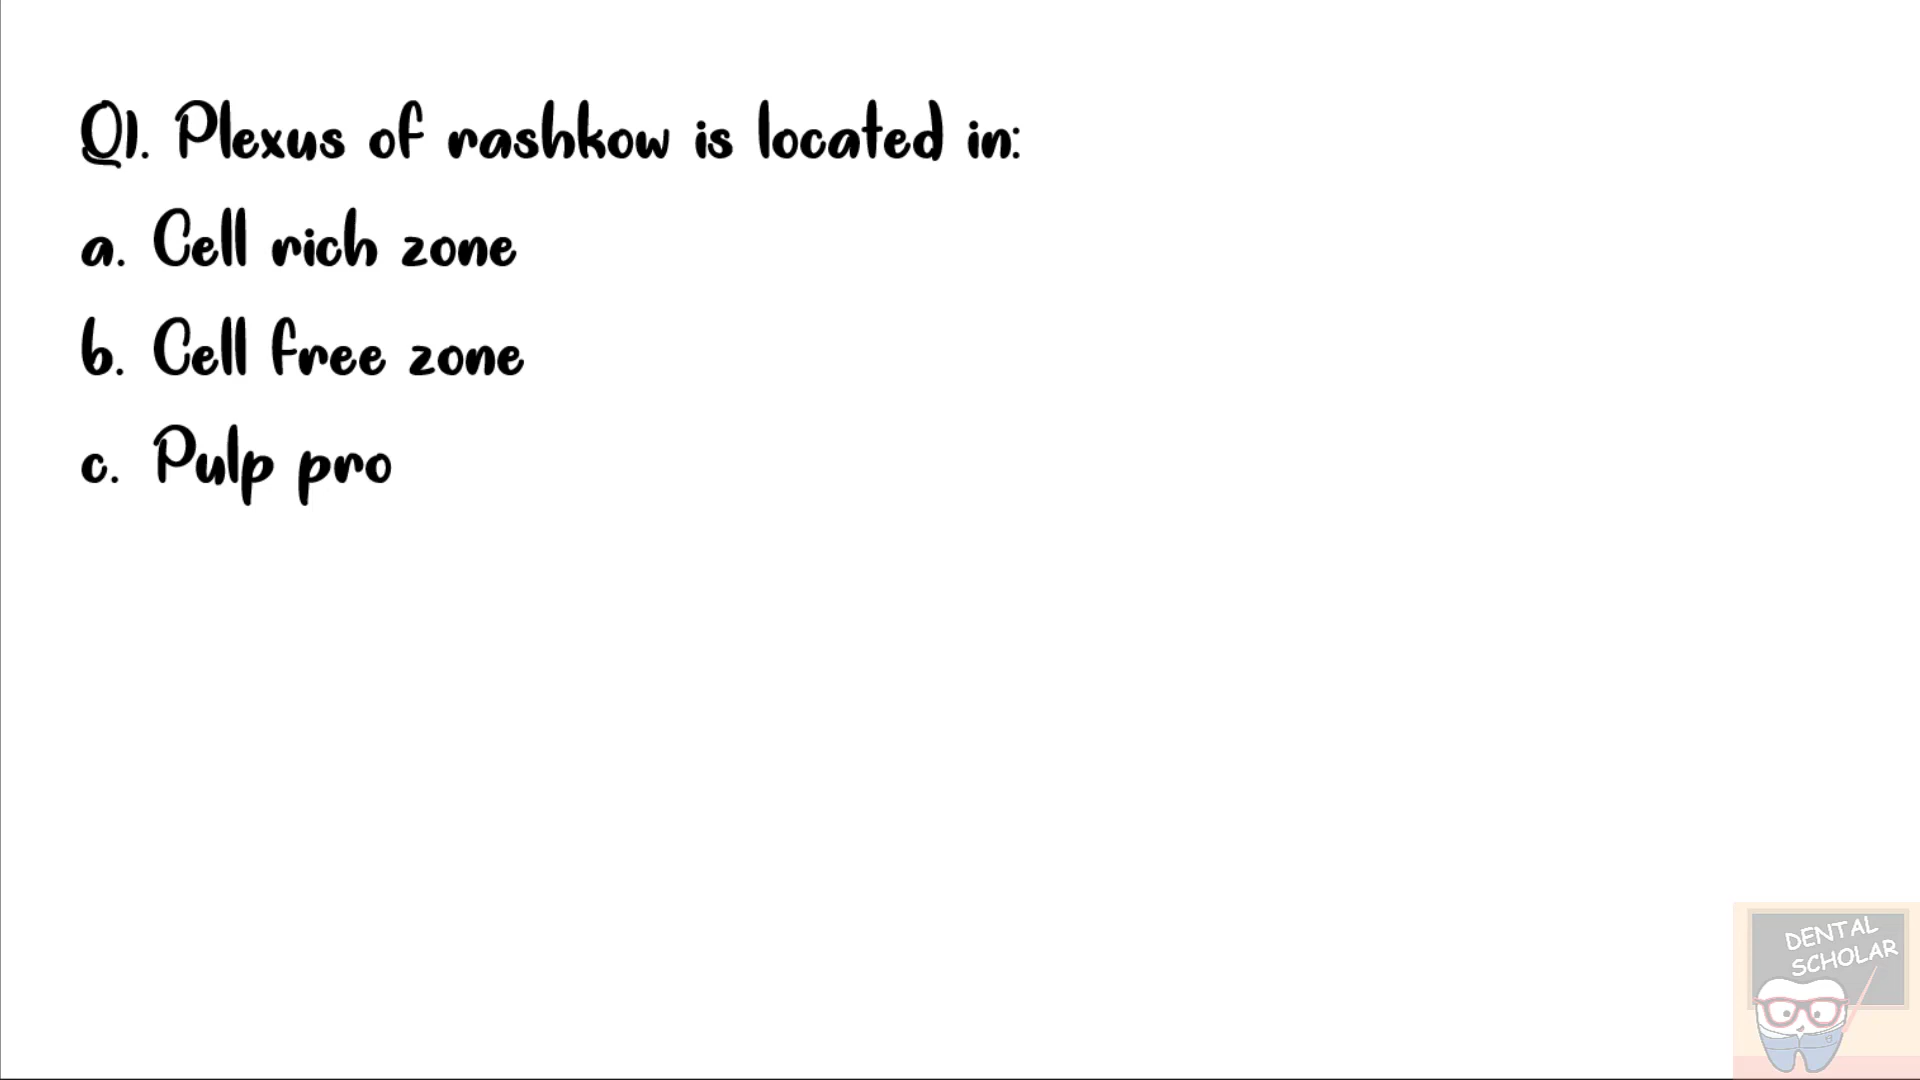 Q1. Plexus of rashkow is located in:
a. Cell rich zone
b. Cell free zone
c. Pulp pro
DENTAL
SCHOLAR